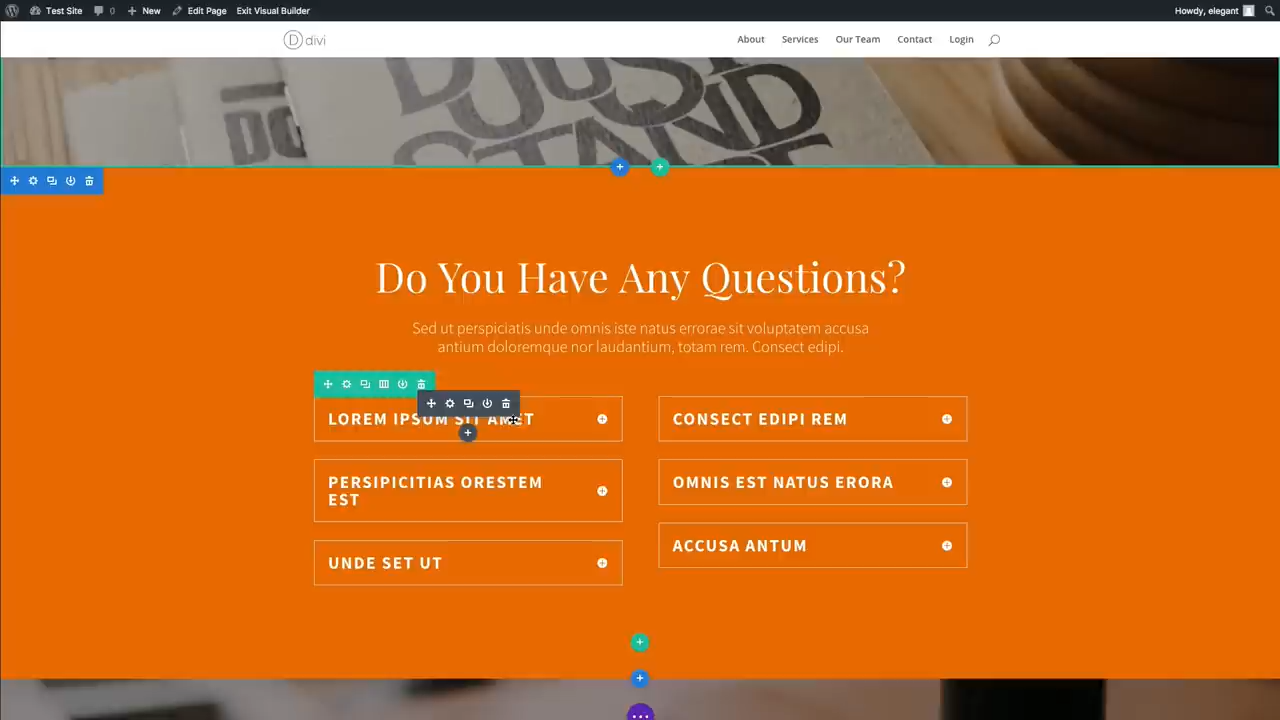 Test Site 0 New Edit Page Exit Visual Builder Howdy, elegant
D divi About Services Our Team Contact Login
DO
STAND
Do You Have Any Questions?
Sed ut perspiciatis unde omnis iste natus errorae sit voluptatem accusa
antium doloremque nor laudantium, totam rem. Consect edipi.
LOREM IPSUM SIT AMET
PERSIPICITIAS ORESTEM
EST
UNDE SET UT
CONSECT EDIPI REM
OMNIS EST NATUS ERORA
ACCUSA ANTUM